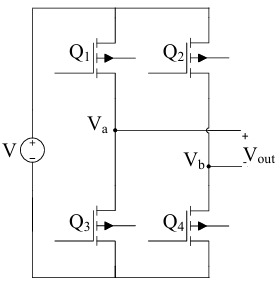 Q1 Q2
Va
+
V + Vout
-
Vb -
Q3 Q4